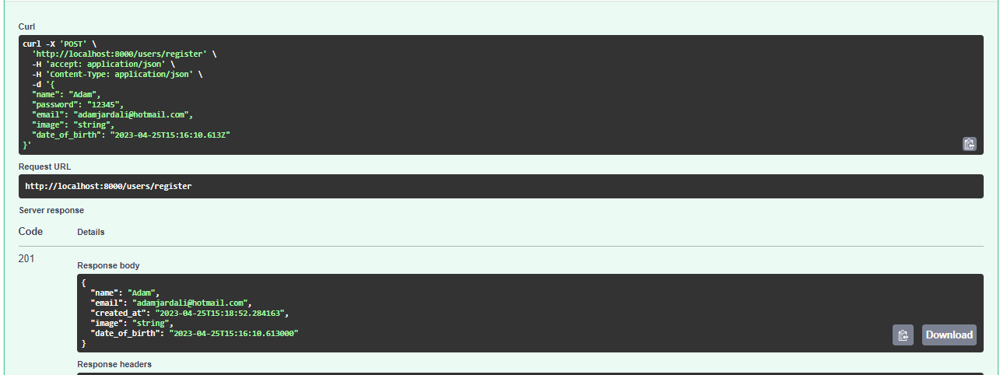 Curl
curl -X 'POST' \
  'http://localhost:8000/users/register' \
  -H 'accept: application/json' \
  -H 'Content-Type: application/json' \
  -d '{
  "name": "Adam",
  "password": "12345",
  "email": "adamjardali@hotmail.com",
  "image": "string",
  "date_of_birth": "2023-04-25T15:16:10.613Z"
}'
Request URL
http://localhost:8000/users/register
Server response
Code Details
201
Response body
{
  "name": "Adam",
  "email": "adamjardali@hotmail.com",
  "created_at": "2023-04-25T15:18:52.284163",
  "image": "string",
  "date_of_birth": "2023-04-25T15:16:10.613000"
}
Download
Response headers